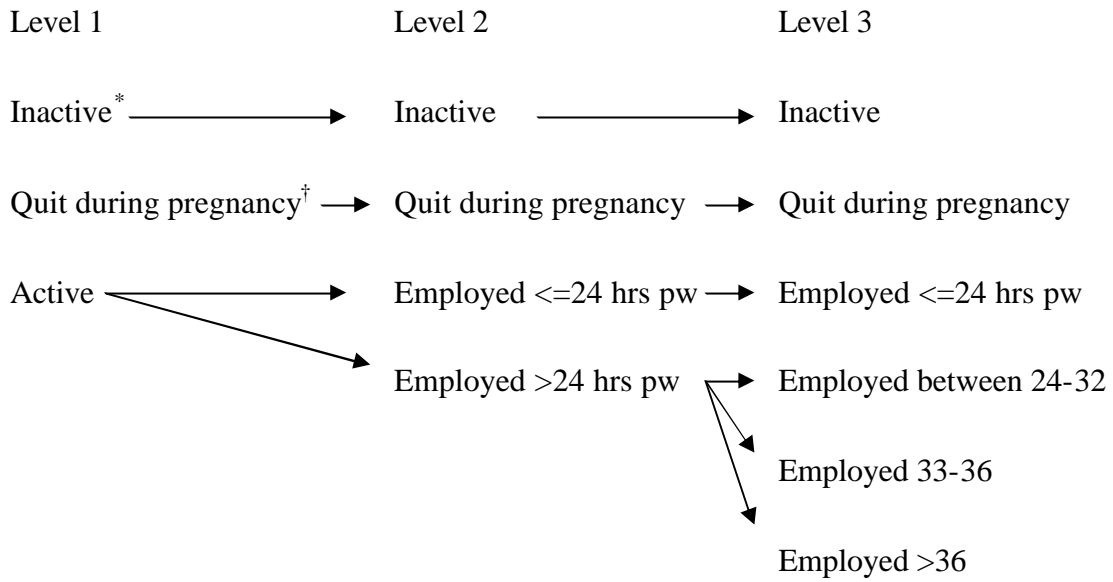 Level 1 Level 2 Level 3
Inactive* Inactive Inactive
Quit during pregnancy† Quit during pregnancy Quit during pregnancy
Active Employed <=24 hrs pw Employed <=24 hrs pw
Employed >24 hrs pw Employed between 24-32
Employed 33-36
Employed >36